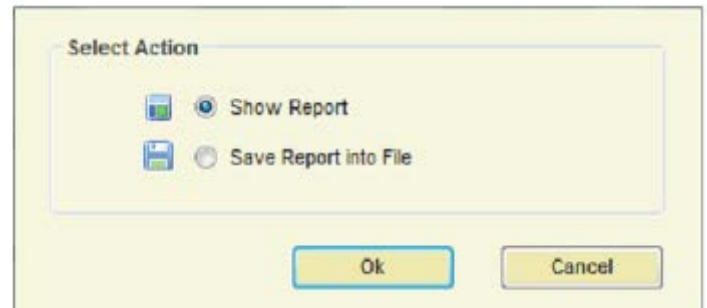 Select Action
Show Report
Save Report into File
Ok Cancel